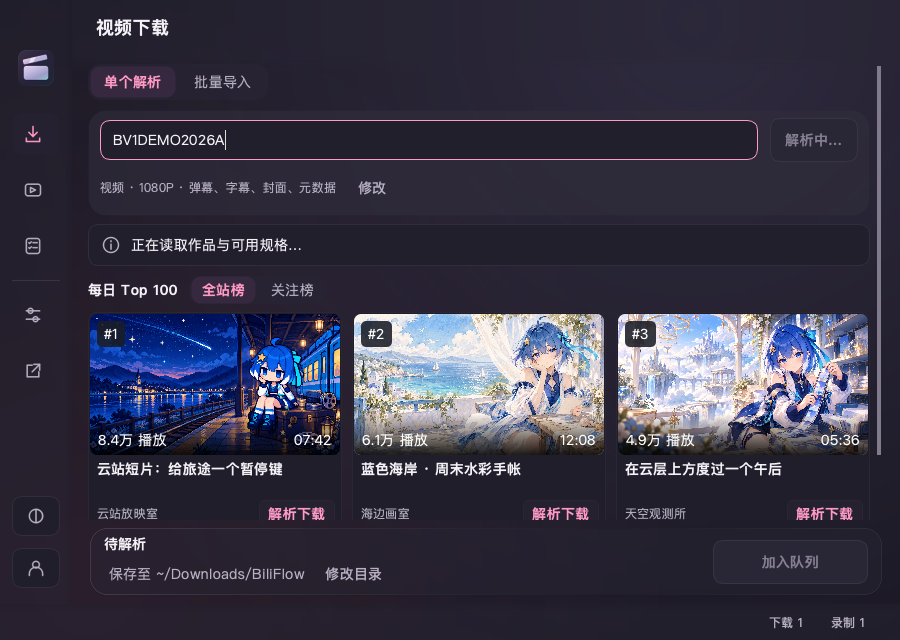 视频下载
单个解析 批量导入
BV1DEMO2026A 解析中...
视频 · 1080P · 弹幕、字幕、封面、元数据 修改
正在读取作品与可用规格...
每日 Top 100 全站榜 关注榜
#1 #2 #3
8.4万 播放 07:42 6.1万 播放 12:08 4.9万 播放 05:36
云站短片：给旅途一个暂停键 蓝色海岸 · 周末水彩手帐 在云层上方度过一个午后
云站放映室 解析下载 海边画室 解析下载 天空观测所 解析下载
待解析
保存至 ~/Downloads/BiliFlow 修改目录 加入队列
下载 1 录制 1